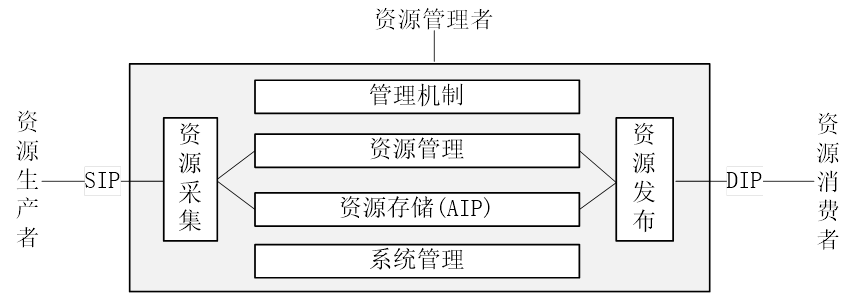 资源管理者
管理机制
资源生产者
SIP
资源采集
资源管理
资源存储(AIP)
系统管理
资源发布
DIP
资源消费者